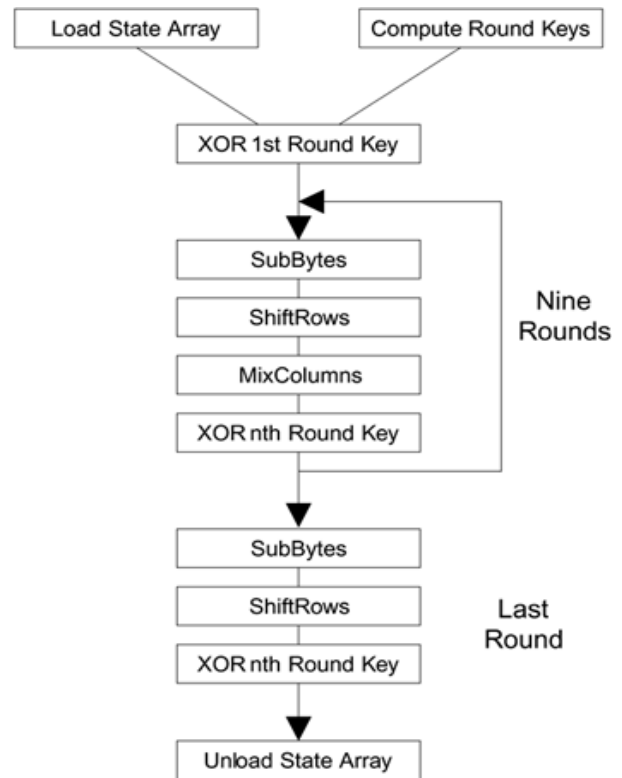 Load State Array
Compute Round Keys
XOR 1st Round Key
SubBytes
ShiftRows
MixColumns
XOR nth Round Key
Nine
Rounds
SubBytes
ShiftRows
XOR nth Round Key
Last
Round
Unload State Array